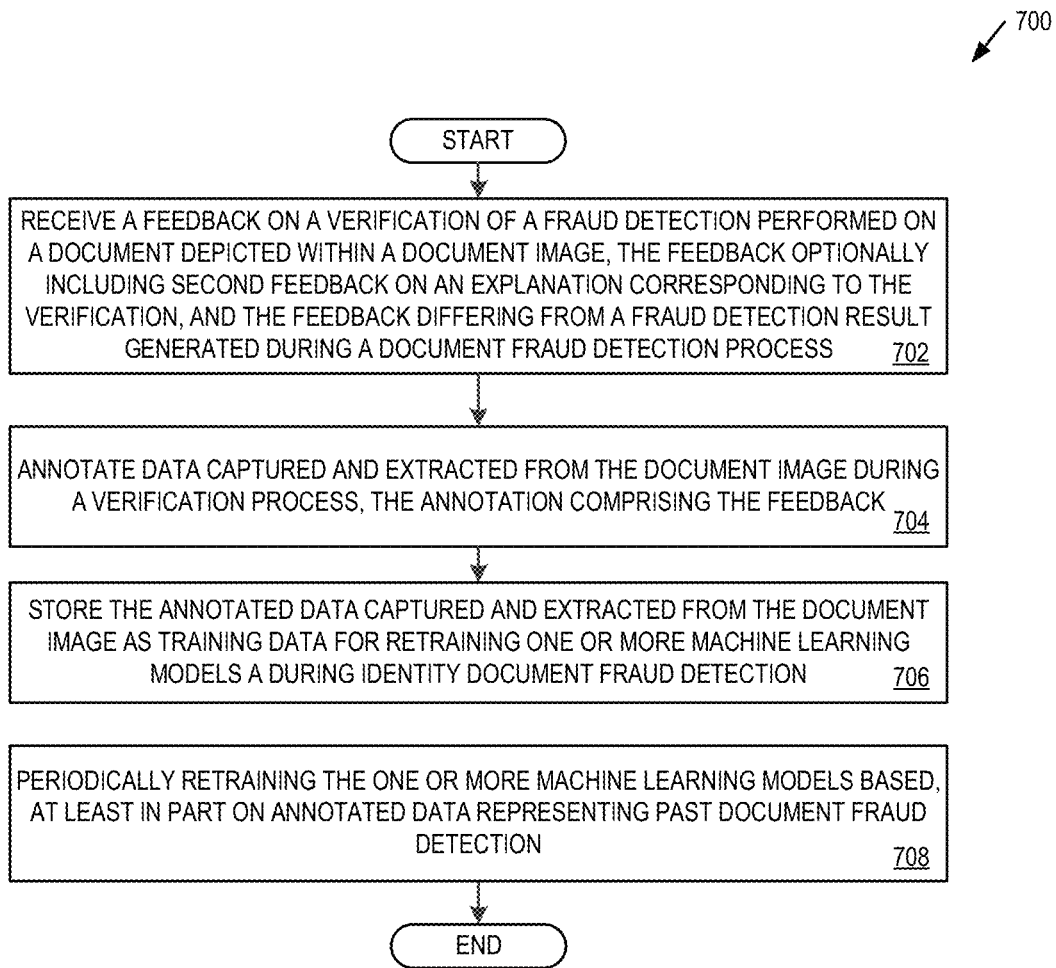 700
START
RECEIVE A FEEDBACK ON A VERIFICATION OF A FRAUD DETECTION PERFORMED ON
A DOCUMENT DEPICTED WITHIN A DOCUMENT IMAGE, THE FEEDBACK OPTIONALLY
INCLUDING SECOND FEEDBACK ON AN EXPLANATION CORRESPONDING TO THE
VERIFICATION, AND THE FEEDBACK DIFFERING FROM A FRAUD DETECTION RESULT
GENERATED DURING A DOCUMENT FRAUD DETECTION PROCESS 702
ANNOTATE DATA CAPTURED AND EXTRACTED FROM THE DOCUMENT IMAGE DURING
A VERIFICATION PROCESS, THE ANNOTATION COMPRISING THE FEEDBACK 704
STORE THE ANNOTATED DATA CAPTURED AND EXTRACTED FROM THE DOCUMENT
IMAGE AS TRAINING DATA FOR RETRAINING ONE OR MORE MACHINE LEARNING
MODELS A DURING IDENTITY DOCUMENT FRAUD DETECTION 706
PERIODICALLY RETRAINING THE ONE OR MORE MACHINE LEARNING MODELS BASED,
AT LEAST IN PART ON ANNOTATED DATA REPRESENTING PAST DOCUMENT FRAUD
DETECTION 708
END